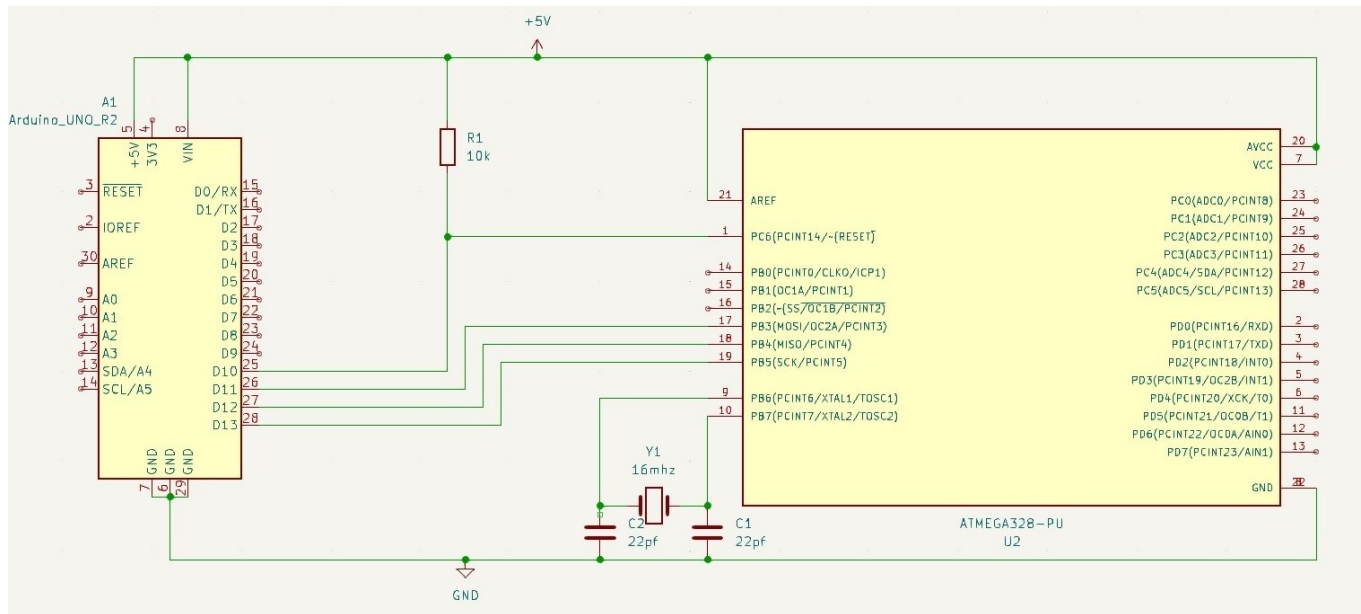 +5V
A1
Arduino_UNO_R2
5
4
8
+5V
3V3
VIN
3
RESET
2
IOREF
30
AREF
9
A0
10
A1
11
A2
12
A3
13
SDA/A4
14
SCL/A5
D0/RX
15
D1/TX
16
D2
17
D3
18
D4
19
D5
20
D6
21
D7
22
D8
23
D9
24
D10
25
D11
26
D12
27
D13
28
GND
GND
GND
7
6
29
R1
10k
21
AREF
1
PC6(PCINT14/~{RESET}
14
PB0(PCINT0/CLKO/ICP1)
15
PB1(OC1A/PCINT1)
16
PB2(~{SS/OC1B/PCINT2)
17
PB3(MOSI/OC2A/PCINT3)
18
PB4(MISO/PCINT4)
19
PB5(SCK/PCINT5)
9
PB6(PCINT6/XTAL1/TOSC1)
10
PB7(PCINT7/XTAL2/TOSC2)
AVCC
20
VCC
7
PC0(ADC0/PCINT8)
23
PC1(ADC1/PCINT9)
24
PC2(ADC2/PCINT10)
25
PC3(ADC3/PCINT11)
26
PC4(ADC4/SDA/PCINT12)
27
PC5(ADC5/SCL/PCINT13)
28
PD0(PCINT16/RXD)
2
PD1(PCINT17/TXD)
3
PD2(PCINT18/INT0)
4
PD3(PCINT19/OC2B/INT1)
5
PD4(PCINT20/XCK/T0)
6
PD5(PCINT21/OC0B/T1)
11
PD6(PCINT22/OC0A/AIN0)
12
PD7(PCINT23/AIN1)
13
GND
ATMEGA328-PU
U2
Y1
16mhz
C2
22pf
C1
22pf
GND